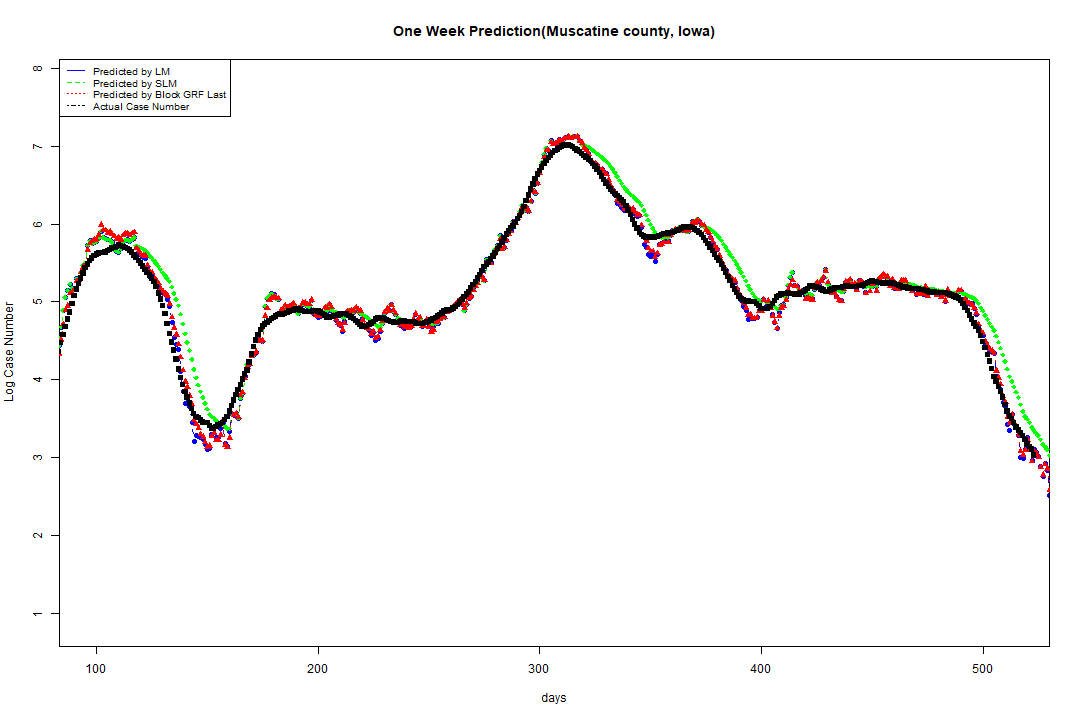 One Week Prediction(Muscatine county, Iowa)
Predicted by LM
Predicted by SLM
Predicted by Block GRF Last
Actual Case Number
8
7
6
5
4
3
2
1
Log Case Number
100 200 300 400 500
days